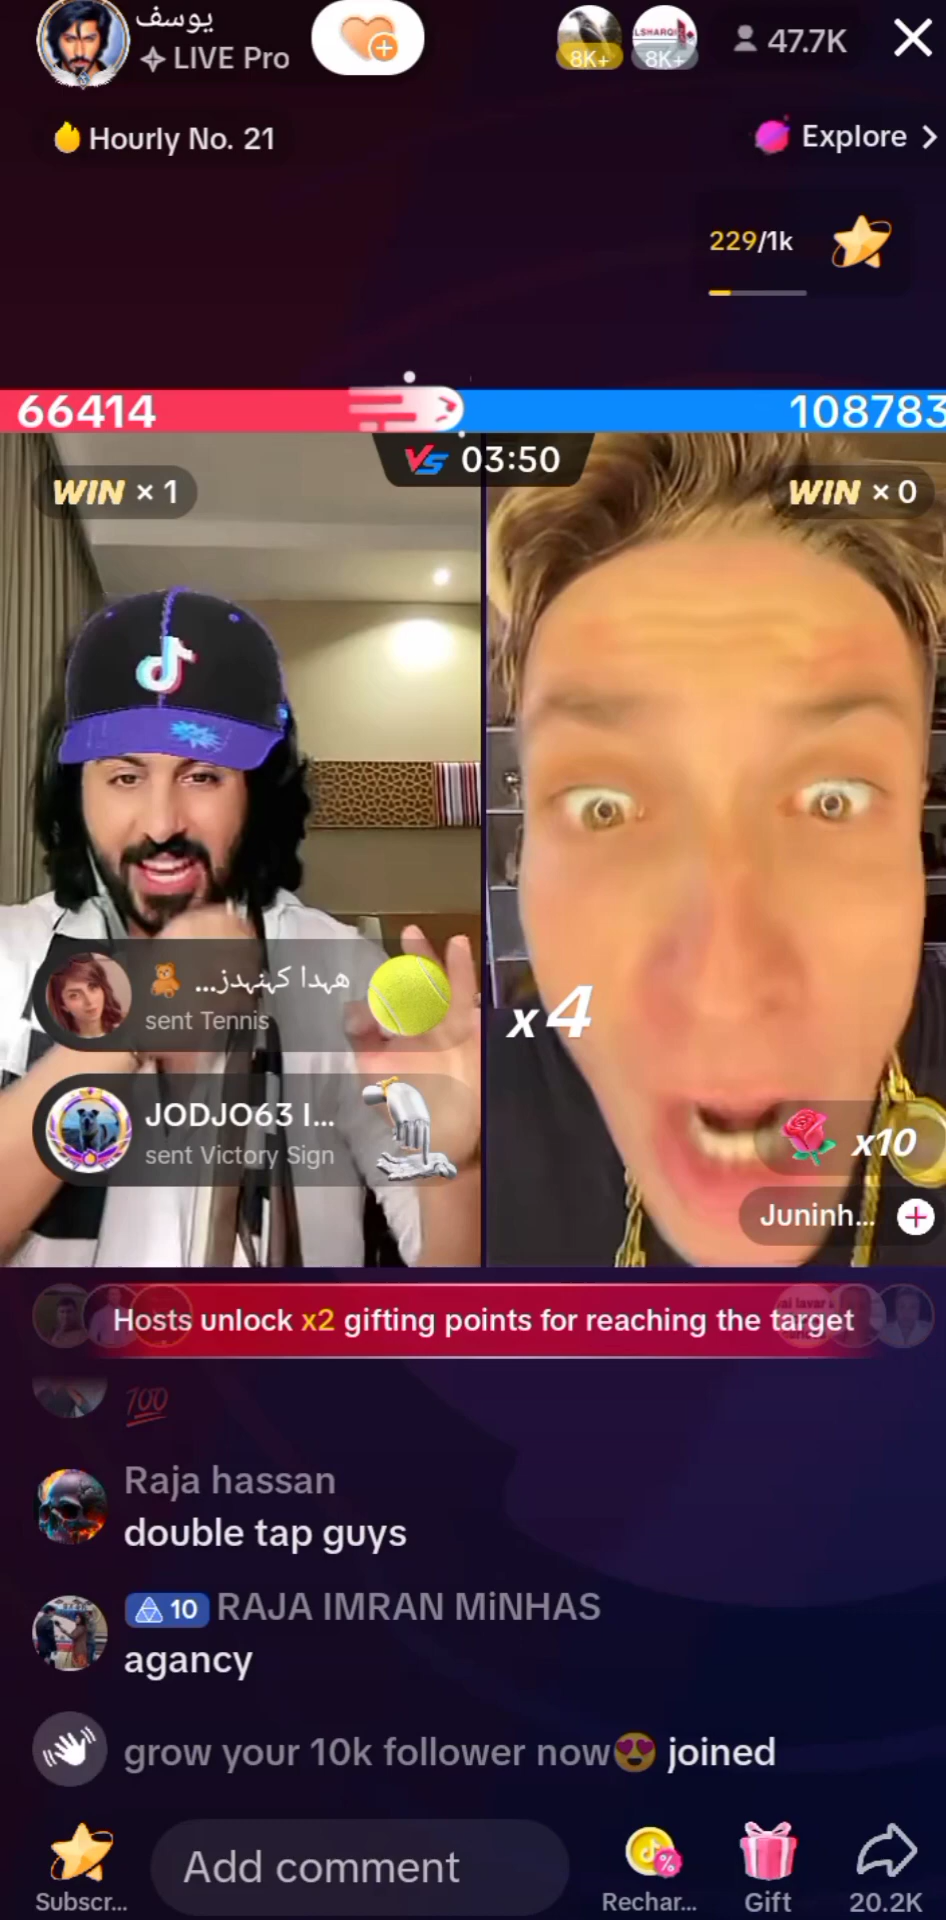 يوسف
LIVE Pro
8K+
8K+
47.7K
Hourly No. 21
Explore >
229/1k
66414
108783
VS 03:50
WIN × 1
WIN × 0
ههدا كهنهدز...
sent Tennis
x4
JODJO63 I...
sent Victory Sign
x10
Juninh...
Hosts unlock x2 gifting points for reaching the target
100
Raja hassan
double tap guys
10 RAJA IMRAN MiNHAS
agancy
grow your 10k follower now😍 joined
Add comment
Subscr...
Rechar...
Gift
20.2K